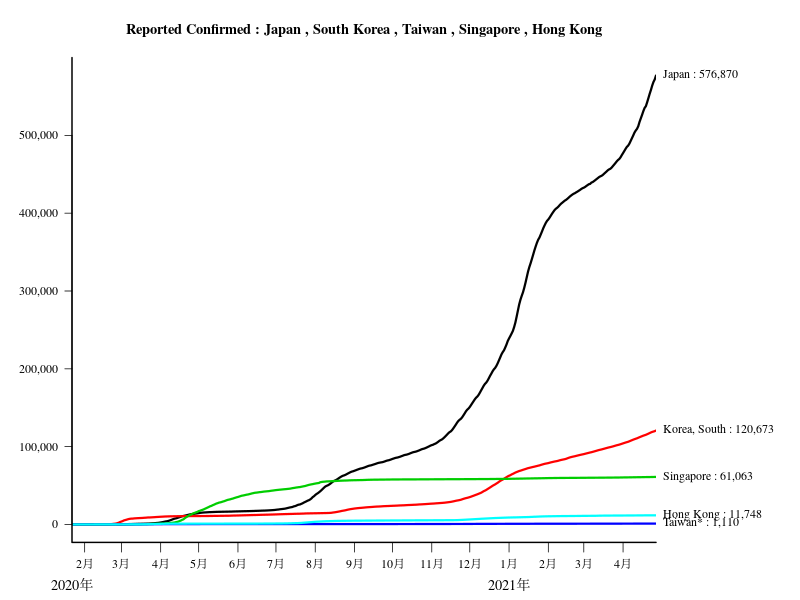 Reported Confirmed : Japan , South Korea , Taiwan , Singapore , Hong Kong
Japan : 576,870
500,000
400,000
300,000
200,000
100,000
0
Korea, South : 120,673
Singapore : 61,063
Hong Kong : 11,748
Taiwan* : 1,110
2月 3月 4月 5月 6月 7月 8月 9月 10月 11月 12月 1月 2月 3月 4月
2020年 2021年